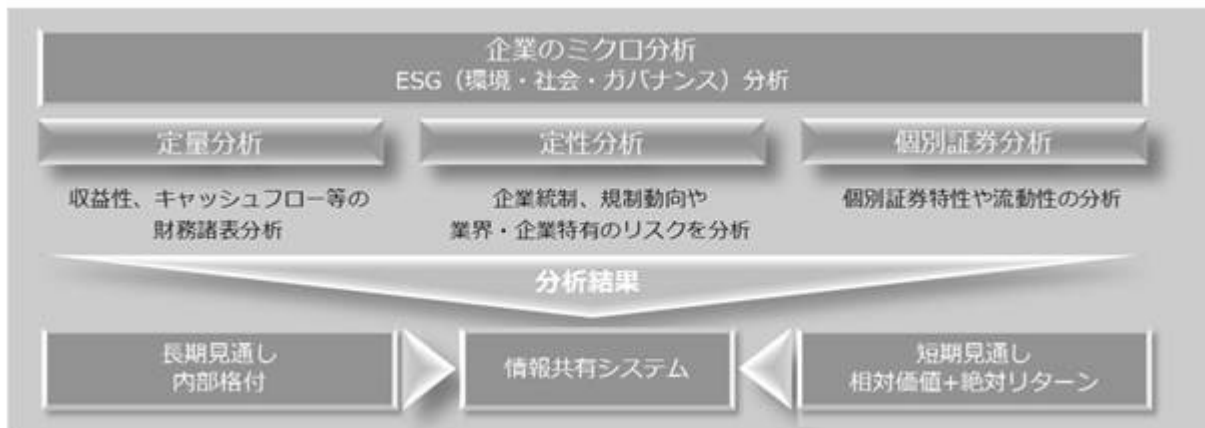 企業のミクロ分析
ESG（環境・社会・ガバナンス）分析
定量分析
収益性、キャッシュフロー等の
財務諸表分析
定性分析
企業統制、規制動向や
業界・企業特有のリスクを分析
個別証券分析
個別証券特性や流動性の分析
分析結果
長期見通し
内部格付
情報共有システム
短期見通し
相対価値+絶対リターン